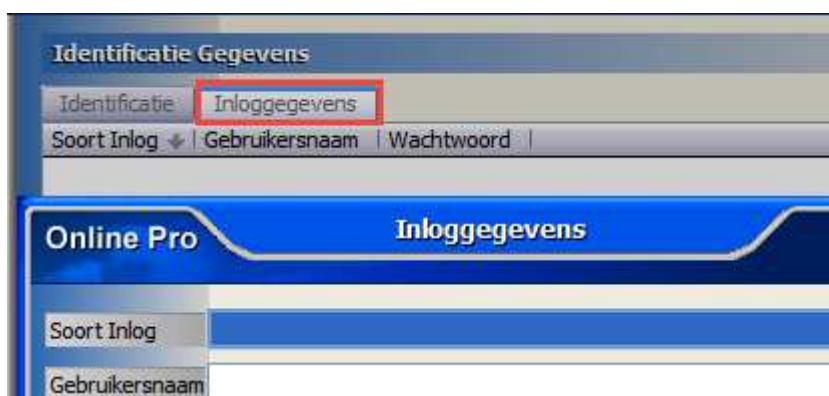 Identificatie Gegevens
Identificatie Inloggegevens
Soort Inlog Gebruikersnaam Wachtwoord
Online Pro Inloggegevens
Soort Inlog
Gebruikersnaam